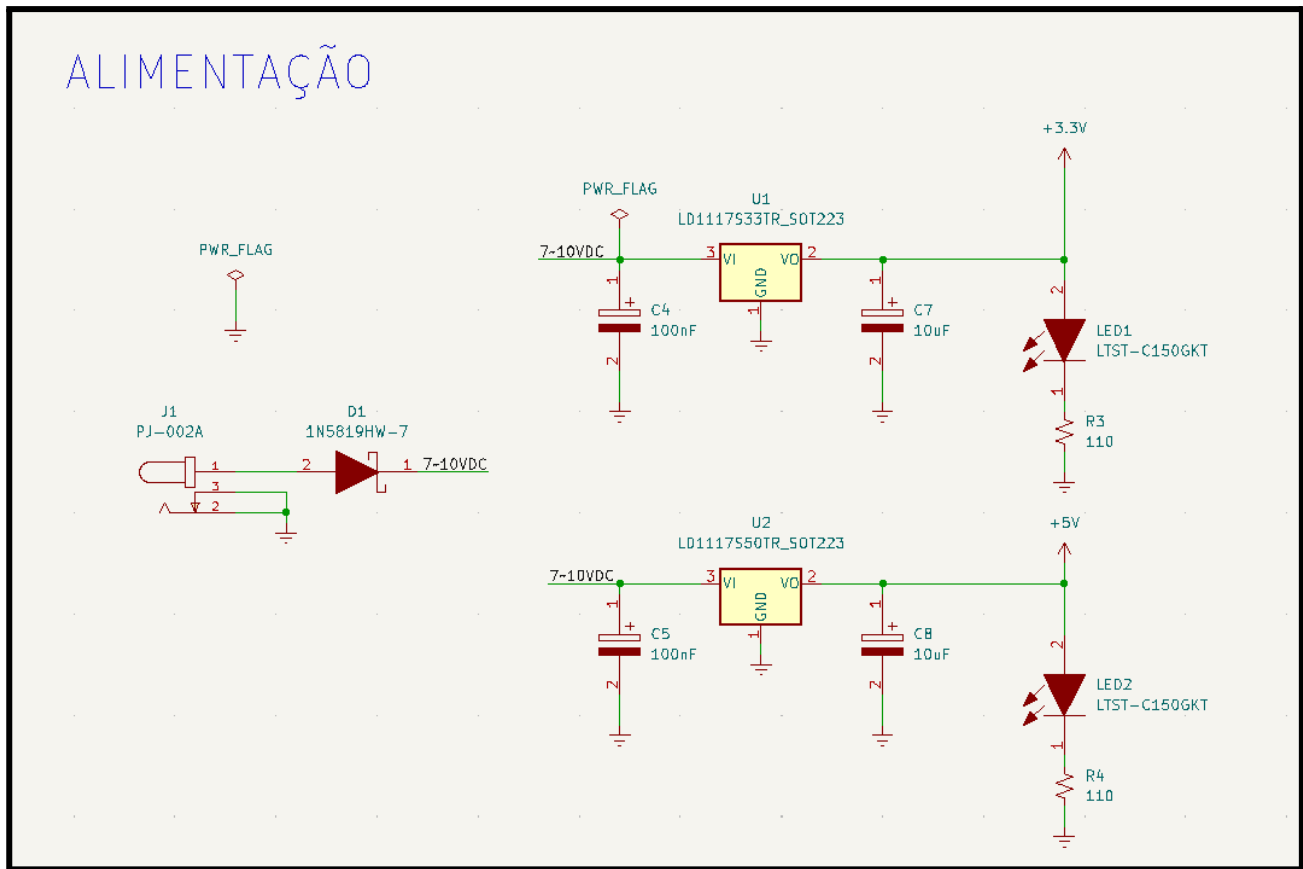 ALIMENTAÇÃO
+3.3V
PWR_FLAG
U1
LD1117S33TR_SOT223
PWR_FLAG
7~10VDC
3
VI
VO
2
GND
1
1
+
C4
100nF
2
1
+
C7
10uF
2
2
LED1
LTST-C150GKT
1
R3
110
J1
PJ-002A
1
3
2
D1
1N5819HW-7
2
1
7~10VDC
U2
LD1117S50TR_SOT223
+5V
7~10VDC
3
VI
VO
2
GND
1
1
+
C5
100nF
2
1
+
C8
10uF
2
2
LED2
LTST-C150GKT
1
R4
110